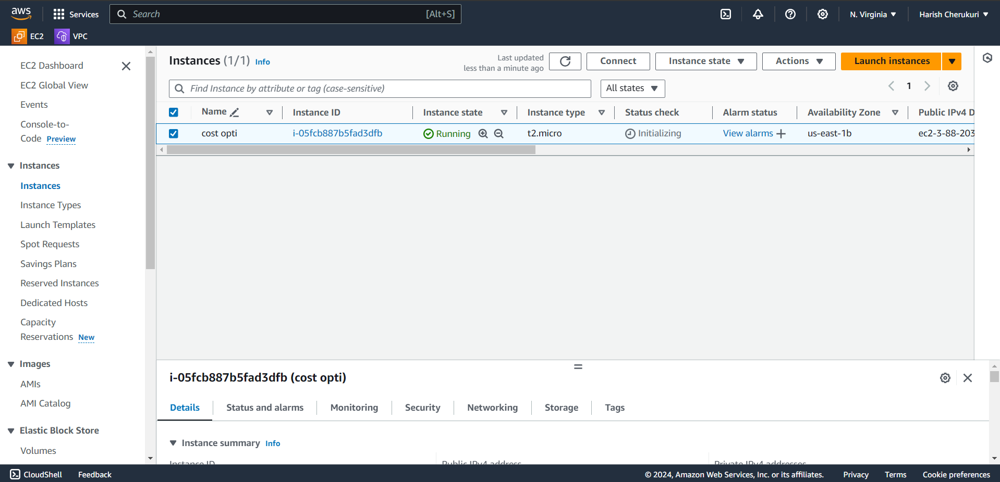 aws
Services
Search
[Alt+S]
N. Virginia
Harish Cherukuri
EC2
VPC
EC2 Dashboard
EC2 Global View
Events
Console-to-
Code Preview
Instances
Instances
Instance Types
Launch Templates
Spot Requests
Savings Plans
Reserved Instances
Dedicated Hosts
Capacity
Reservations New
Images
AMIs
AMI Catalog
Elastic Block Store
Volumes
Instances (1/1) Info
Last updated
less than a minute ago
Connect
Instance state
Actions
Launch instances
Find Instance by attribute or tag (case-sensitive)
All states
1
Name Instance ID Instance state Instance type Status check Alarm status Availability Zone Public IPv4 D
cost opti i-05fcb887b5fad3dfb Running t2.micro Initializing View alarms us-east-1b ec2-3-88-203
i-05fcb887b5fad3dfb (cost opti)
Details Status and alarms Monitoring Security Networking Storage Tags
Instance summary Info
Instance ID Public IPv4 address Private IPv4 addresses
CloudShell Feedback © 2024, Amazon Web Services, Inc. or its affiliates. Privacy Terms Cookie preferences